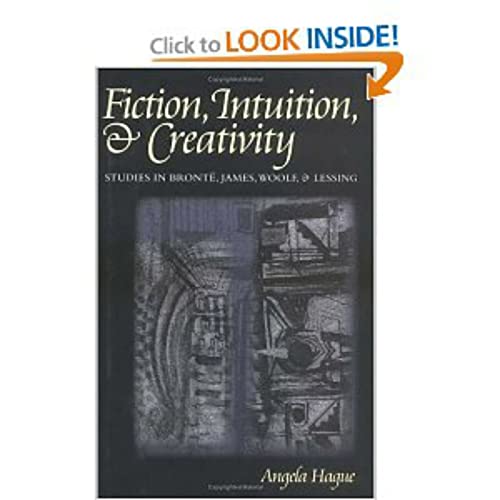 Click to LOOK INSIDE!
Fiction, Intuition,
& Creativity
STUDIES IN BRONTË, JAMES, WOOLF, & LESSING
Angela Hague